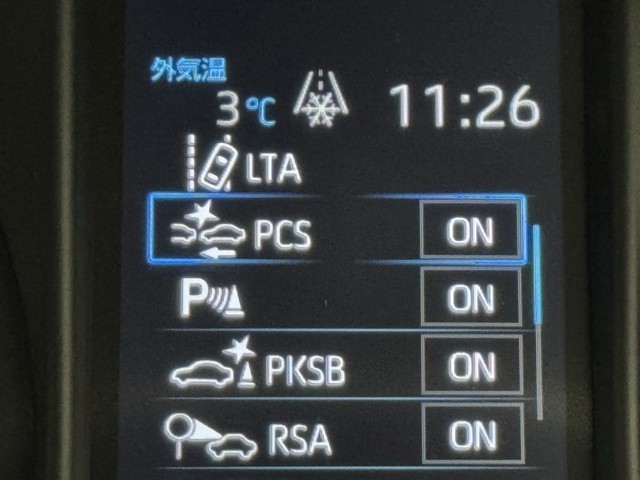 外気温
3℃ 11:26
LTA
PCS ON
P ON
PKSB ON
RSA ON